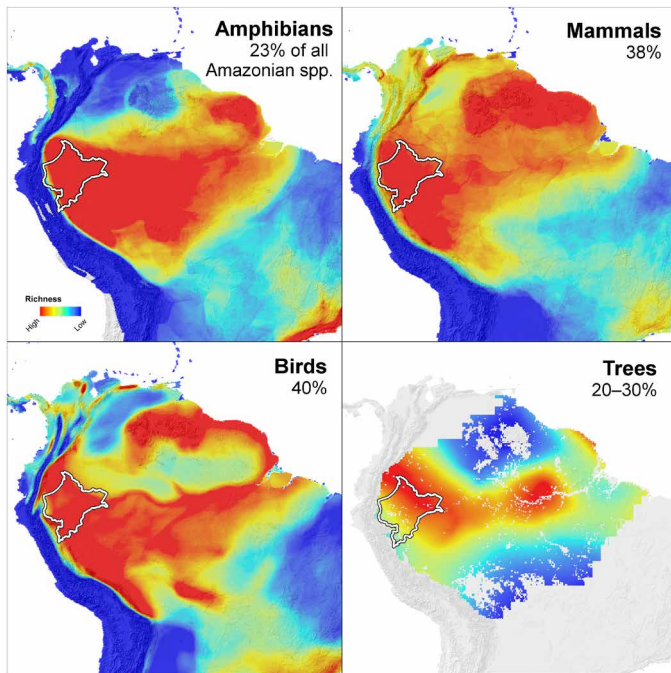 Amphibians
23% of all
Amazonian spp.
Mammals
38%
Richness
High
Low
Birds
40%
Trees
20–30%